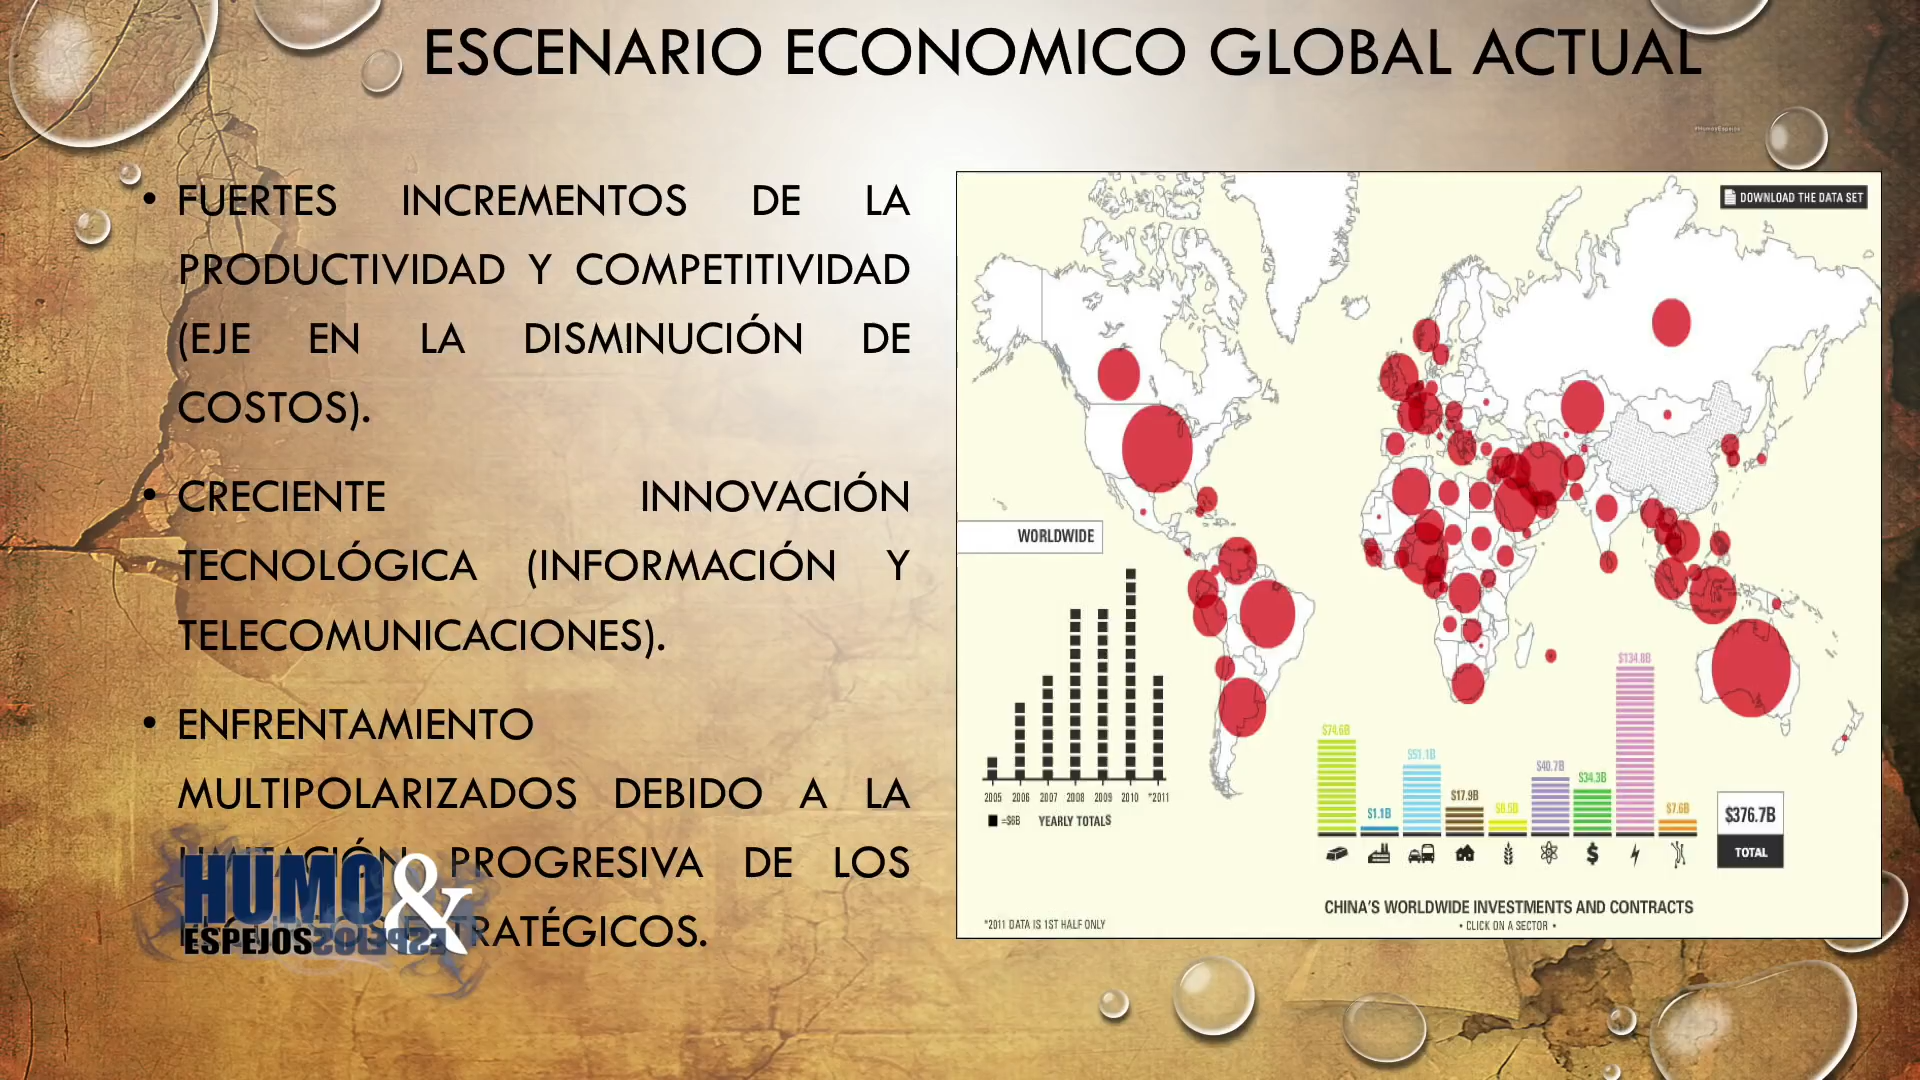 ESCENARIO ECONOMICO GLOBAL ACTUAL
#HumoyEspejos
• FUERTES INCREMENTOS DE LA
PRODUCTIVIDAD Y COMPETITIVIDAD
(EJE EN LA DISMINUCIÓN DE
COSTOS).
• CRECIENTE INNOVACIÓN
TECNOLÓGICA (INFORMACIÓN Y
TELECOMUNICACIONES).
• ENFRENTAMIENTO
MULTIPOLARIZADOS DEBIDO A LA
LIMITACIÓN PROGRESIVA DE LOS
ESTRATÉGICOS.
HUMO &
ESPEJOS
DOWNLOAD THE DATA SET
WORLDWIDE
2005 2006 2007 2008 2009 2010 *2011
=$6B YEARLY TOTALS
*2011 DATA IS 1ST HALF ONLY
$74.6B
$1.1B
$51.1B
$17.9B
$40.7B
$34.3B
$134.8B
$7.6B
$376.7B
TOTAL
CHINA'S WORLDWIDE INVESTMENTS AND CONTRACTS
• CLICK ON A SECTOR •